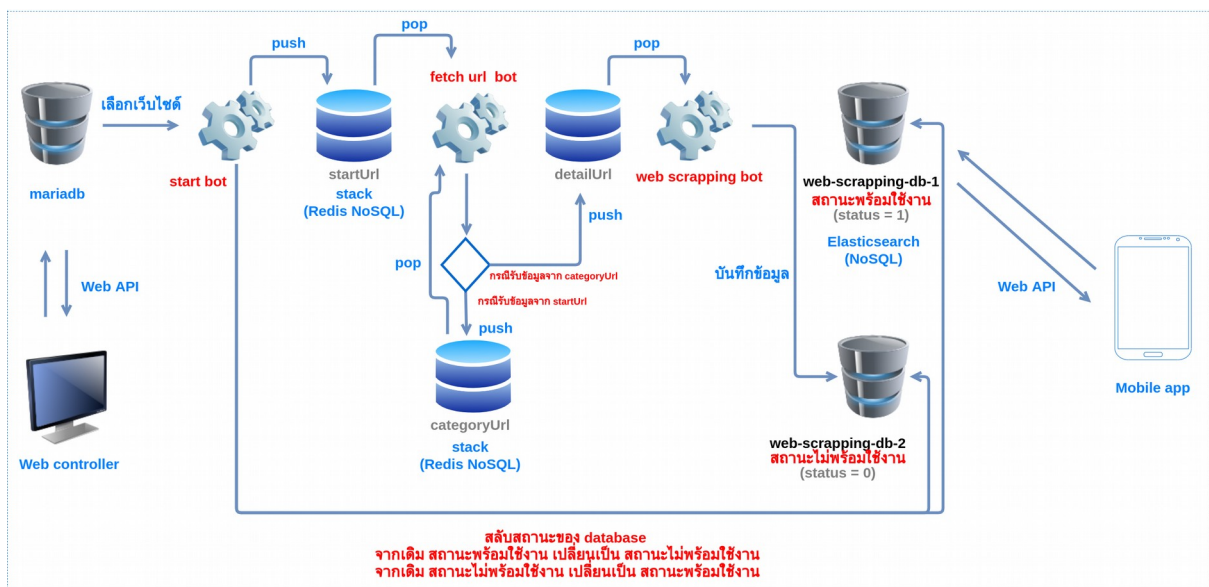 pop
push
pop
fetch url bot
เลือกเว็บไซต์
start bot
mariadb
startUrl
stack
(Redis NoSQL)
detailUrl
push
web scrapping bot
web-scrapping-db-1
สถานะพร้อมใช้งาน
(status = 1)
Elasticsearch
(NoSQL)
pop
กรณีรับข้อมูลจาก categoryUrl
กรณีรับข้อมูลจาก startUrl
บันทึกข้อมูล
Web API
Web API
push
categoryUrl
stack
(Redis NoSQL)
Mobile app
Web controller
web-scrapping-db-2
สถานะไม่พร้อมใช้งาน
(status = 0)
สลับสถานะของ database
จากเดิม สถานะพร้อมใช้งาน เปลี่ยนเป็น สถานะไม่พร้อมใช้งาน
จากเดิม สถานะไม่พร้อมใช้งาน เปลี่ยนเป็น สถานะพร้อมใช้งาน